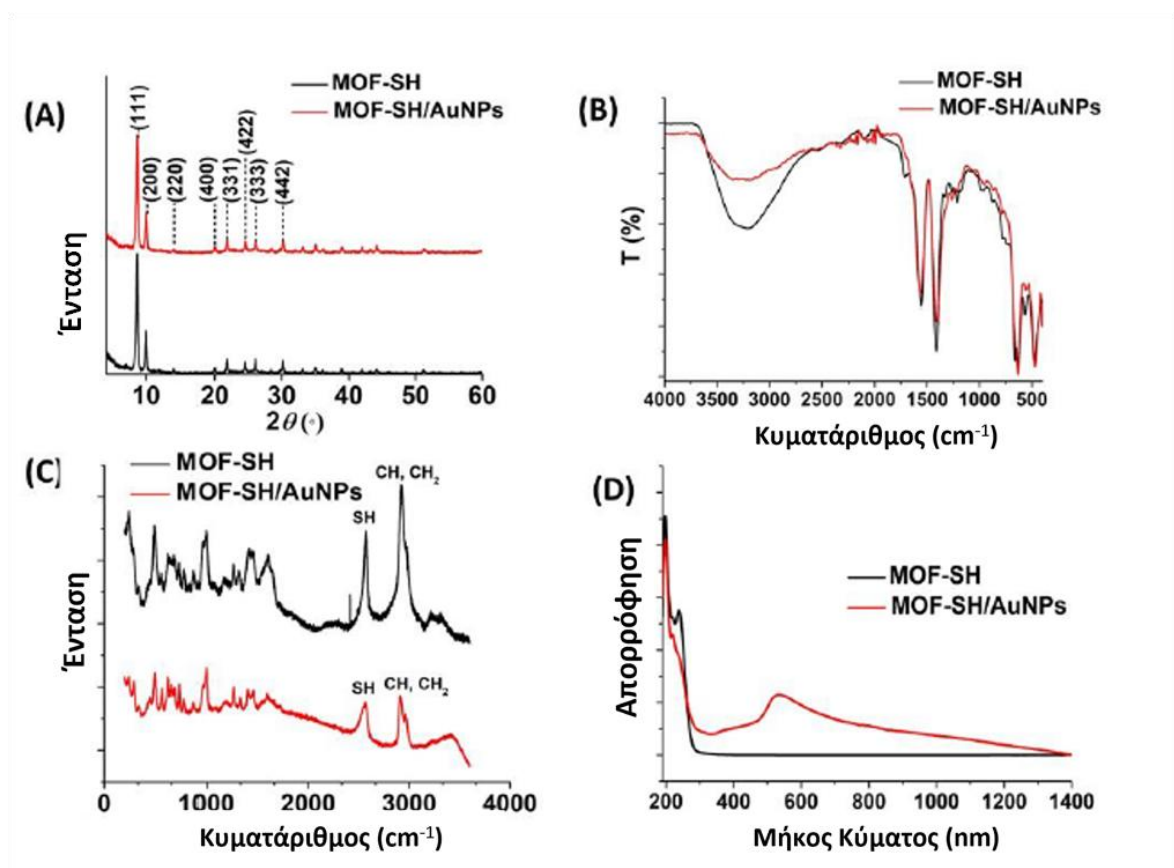 (A)
MOF-SH
MOF-SH/AuNPs
(111)
(200)
(220)
(400)
(331)
(422)
(333)
(442)
Ένταση
10 20 30 40 50 60
2θ (°)
(B)
MOF-SH
MOF-SH/AuNPs
T (%)
4000 3500 3000 2500 2000 1500 1000 500
Κυματάριθμος (cm⁻¹)
(C)
MOF-SH
MOF-SH/AuNPs
CH, CH₂
SH
SH
CH, CH₂
Ένταση
0 1000 2000 3000 4000
Κυματάριθμος (cm⁻¹)
(D)
MOF-SH
MOF-SH/AuNPs
Απορρόφηση
200 400 600 800 1000 1200 1400
Μήκος Κύματος (nm)